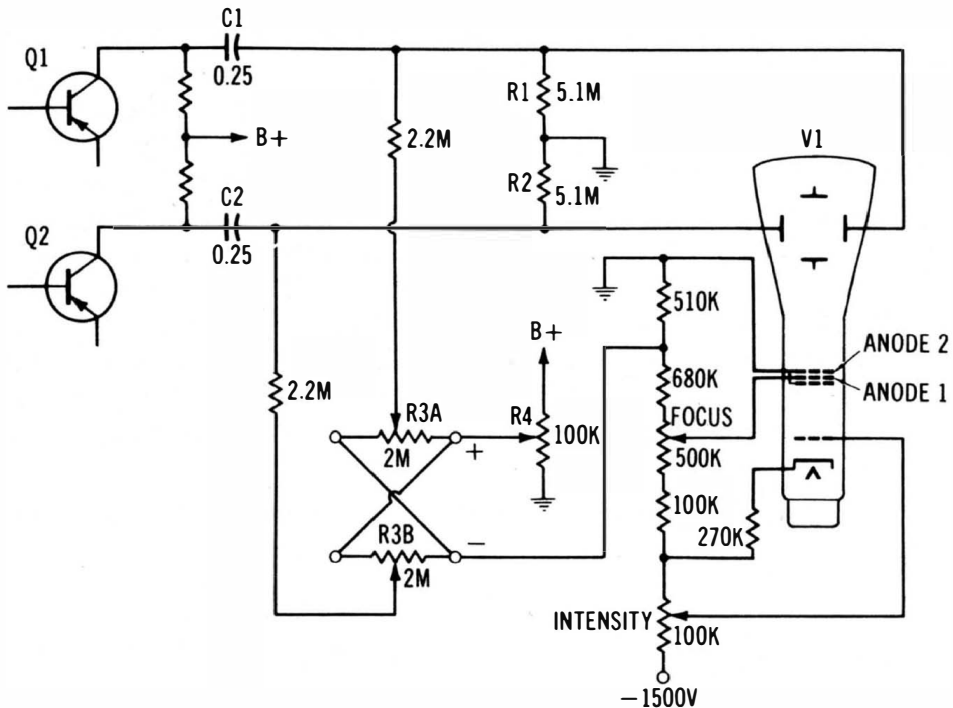 C1
Q1
0.25
B+
R1
5.1M
2.2M
V1
C2
R2
5.1M
Q2
0.25
510K
B+
ANODE 2
680K
ANODE 1
2.2M
R3A
R4
100K
FOCUS
+
2M
500K
100K
R3B
−
270K
2M
INTENSITY
100K
−1500V